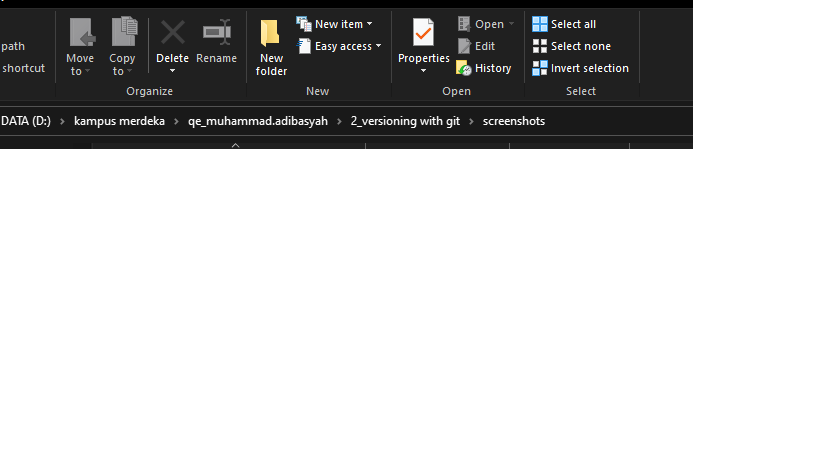 New item
Open
Select all
path
Easy access
Edit
Select none
Move to
Copy to
Delete
Rename
New folder
Properties
shortcut
History
Invert selection
Organize
New
Open
Select
DATA (D:) > kampus merdeka > qe_muhammad.adibasyah > 2_versioning with git > screenshots